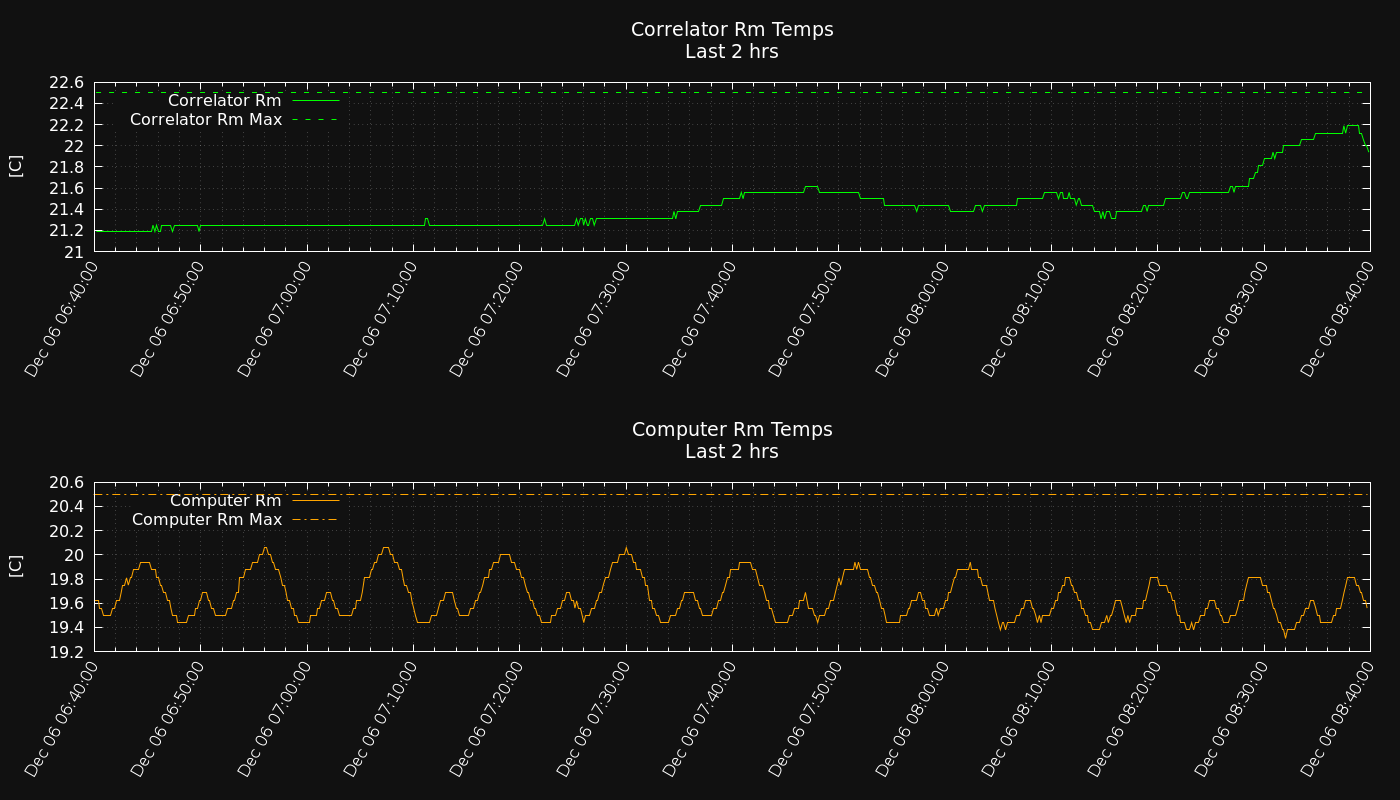 Correlator Rm Temps
Last 2 hrs
22.6
22.4
22.2
22
21.8
21.6
21.4
21.2
21
[C]
Correlator Rm
Correlator Rm Max
Dec 06 06:40:00
Dec 06 06:50:00
Dec 06 07:00:00
Dec 06 07:10:00
Dec 06 07:20:00
Dec 06 07:30:00
Dec 06 07:40:00
Dec 06 07:50:00
Dec 06 08:00:00
Dec 06 08:10:00
Dec 06 08:20:00
Dec 06 08:30:00
Dec 06 08:40:00
Computer Rm Temps
Last 2 hrs
20.6
20.4
20.2
20
19.8
19.6
19.4
19.2
[C]
Computer Rm
Computer Rm Max
Dec 06 06:40:00
Dec 06 06:50:00
Dec 06 07:00:00
Dec 06 07:10:00
Dec 06 07:20:00
Dec 06 07:30:00
Dec 06 07:40:00
Dec 06 07:50:00
Dec 06 08:00:00
Dec 06 08:10:00
Dec 06 08:20:00
Dec 06 08:30:00
Dec 06 08:40:00